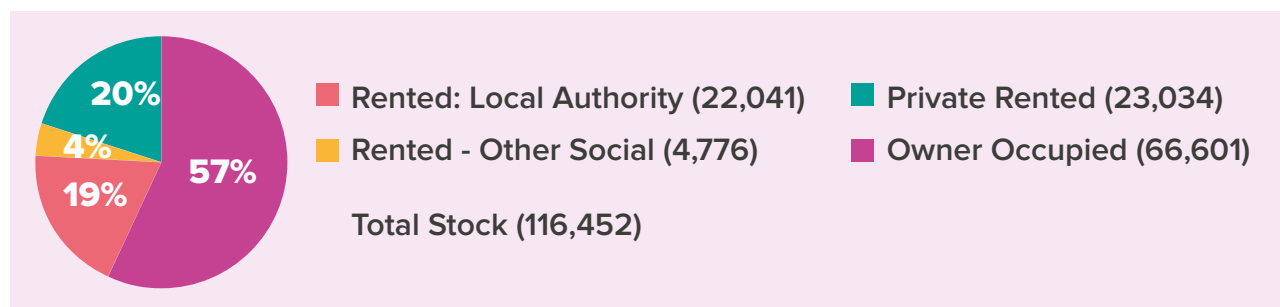 20%
4%
57%
19%
Rented: Local Authority (22,041)
Private Rented (23,034)
Rented - Other Social (4,776)
Owner Occupied (66,601)
Total Stock (116,452)